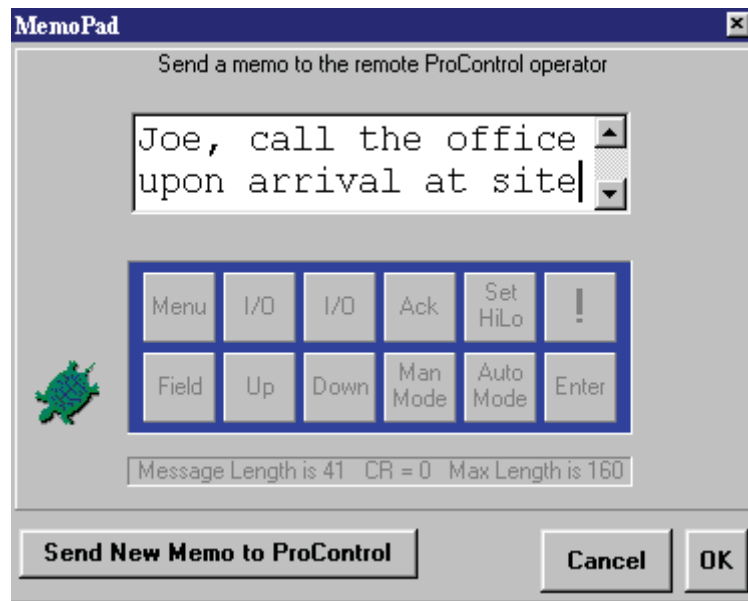 MemoPad
Send a memo to the remote ProControl operator
Joe, call the office
upon arrival at site
Menu I/O I/O Ack Set HiLo !
Field Up Down Man Mode Auto Mode Enter
Message Length is 41 CR = 0 Max Length is 160
Send New Memo to ProControl Cancel OK